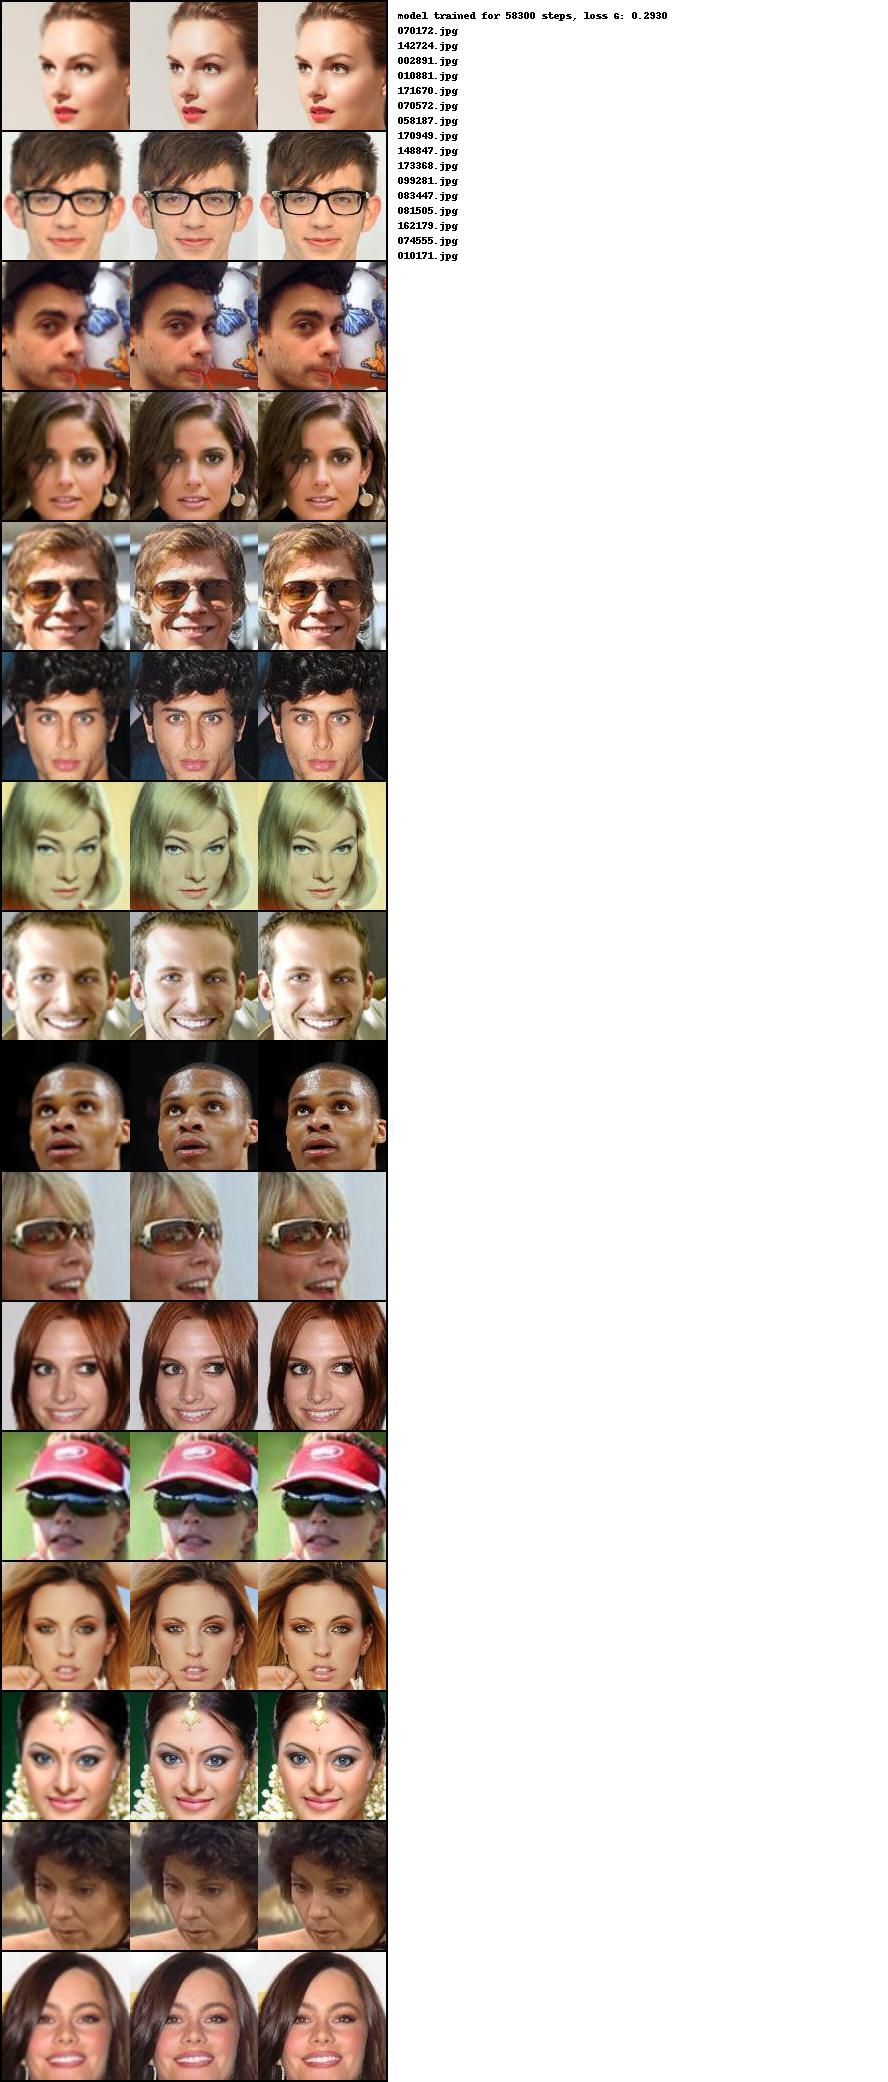 model trained for 58300 steps, loss G: 0.2930
070172.jpg
142724.jpg
002891.jpg
010881.jpg
171670.jpg
070572.jpg
058187.jpg
170949.jpg
148847.jpg
173368.jpg
099281.jpg
083447.jpg
081505.jpg
162179.jpg
074555.jpg
010171.jpg